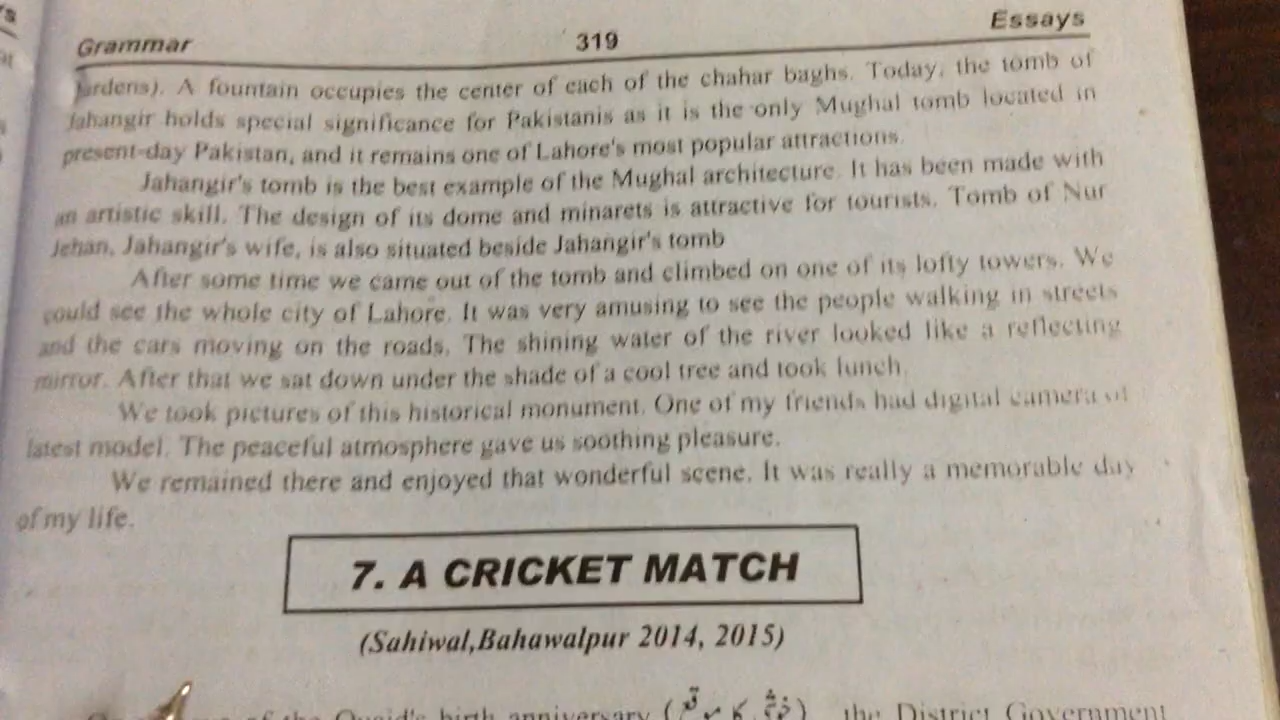 Grammar 319 Essays
gardens). A fountain occupies the center of each of the chahar baghs. Today, the tomb of
Jahangir holds special significance for Pakistanis as it is the only Mughal tomb located in
present-day Pakistan, and it remains one of Lahore's most popular attractions.
Jahangir's tomb is the best example of the Mughal architecture. It has been made with
an artistic skill. The design of its dome and minarets is attractive for tourists. Tomb of Nur
Jehan, Jahangir's wife, is also situated beside Jahangir's tomb
After some time we came out of the tomb and climbed on one of its lofty towers. We
could see the whole city of Lahore. It was very amusing to see the people walking in streets
and the cars moving on the roads. The shining water of the river looked like a reflecting
mirror. After that we sat down under the shade of a cool tree and took lunch.
We took pictures of this historical monument. One of my friends had digital camera of
latest model. The peaceful atmosphere gave us soothing pleasure.
We remained there and enjoyed that wonderful scene. It was really a memorable day
of my life.
7. A CRICKET MATCH
(Sahiwal,Bahawalpur 2014, 2015)
of the Quaid's birth anniversary the District Government